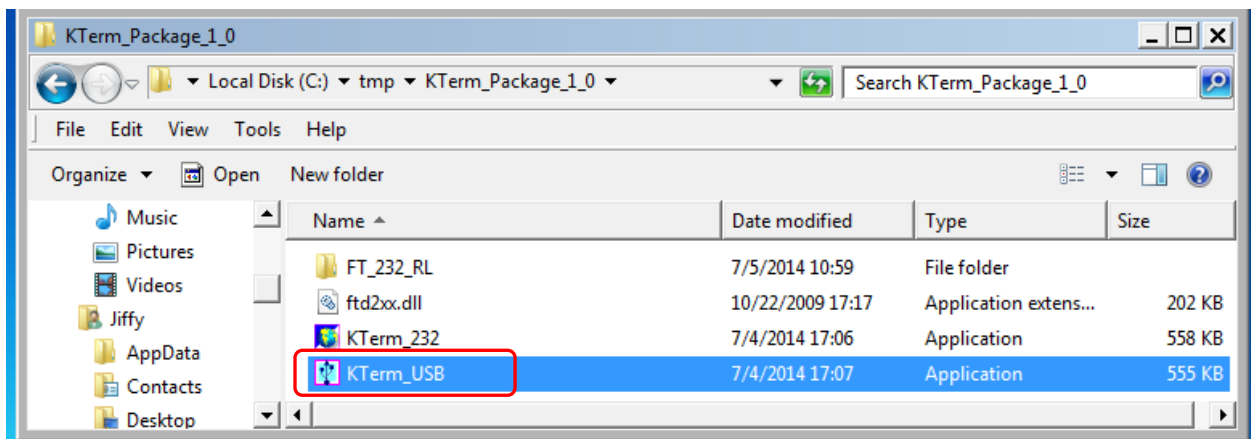 KTerm_Package_1_0
Local Disk (C:) tmp KTerm_Package_1_0 Search KTerm_Package_1_0
File Edit View Tools Help
Organize Open New folder
Music Name Date modified Type Size
Pictures
FT_232_RL 7/5/2014 10:59 File folder
Videos
ftd2xx.dll 10/22/2009 17:17 Application extens... 202 KB
Jiffy
KTerm_232 7/4/2014 17:06 Application 558 KB
AppData
KTerm_USB 7/4/2014 17:07 Application 555 KB
Contacts
Desktop